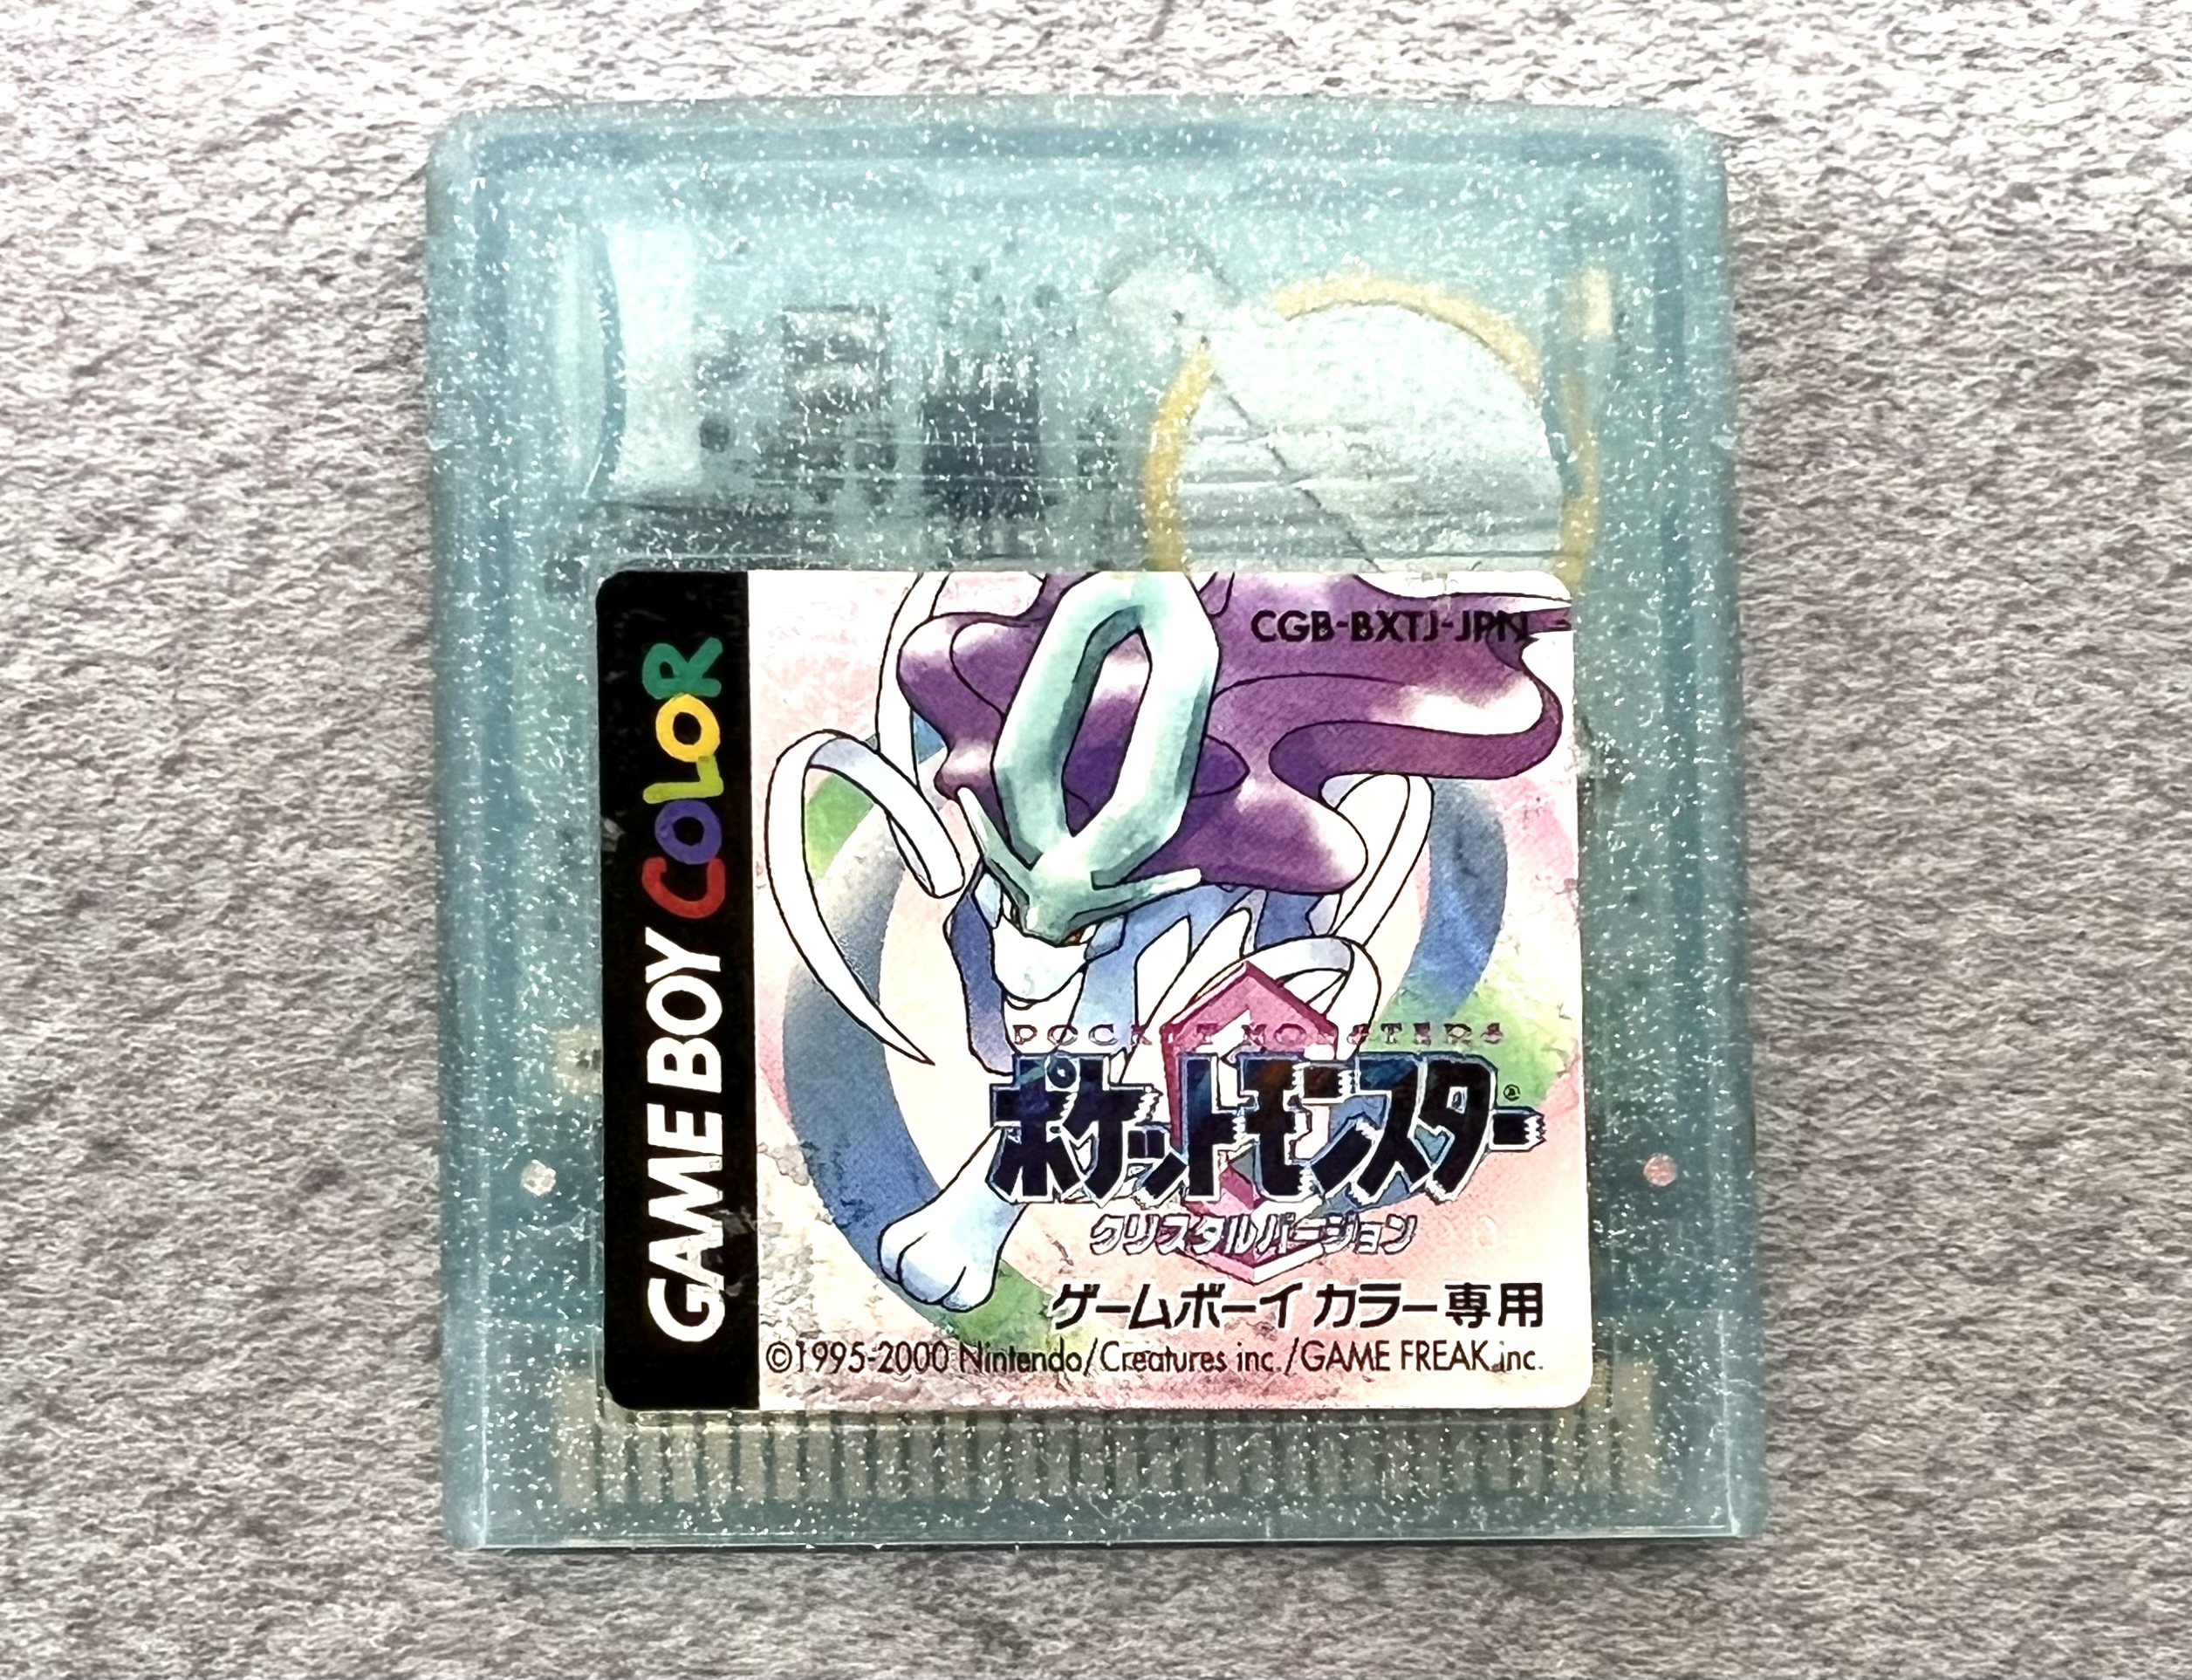 GAME BOY COLOR
CGB-BXTJ-JPN
POCKET MONSTERS
ポケットモンスター®
クリスタルバージョン
ゲームボーイカラー専用
©1995-2000 Nintendo/Creatures inc./GAME FREAK inc.